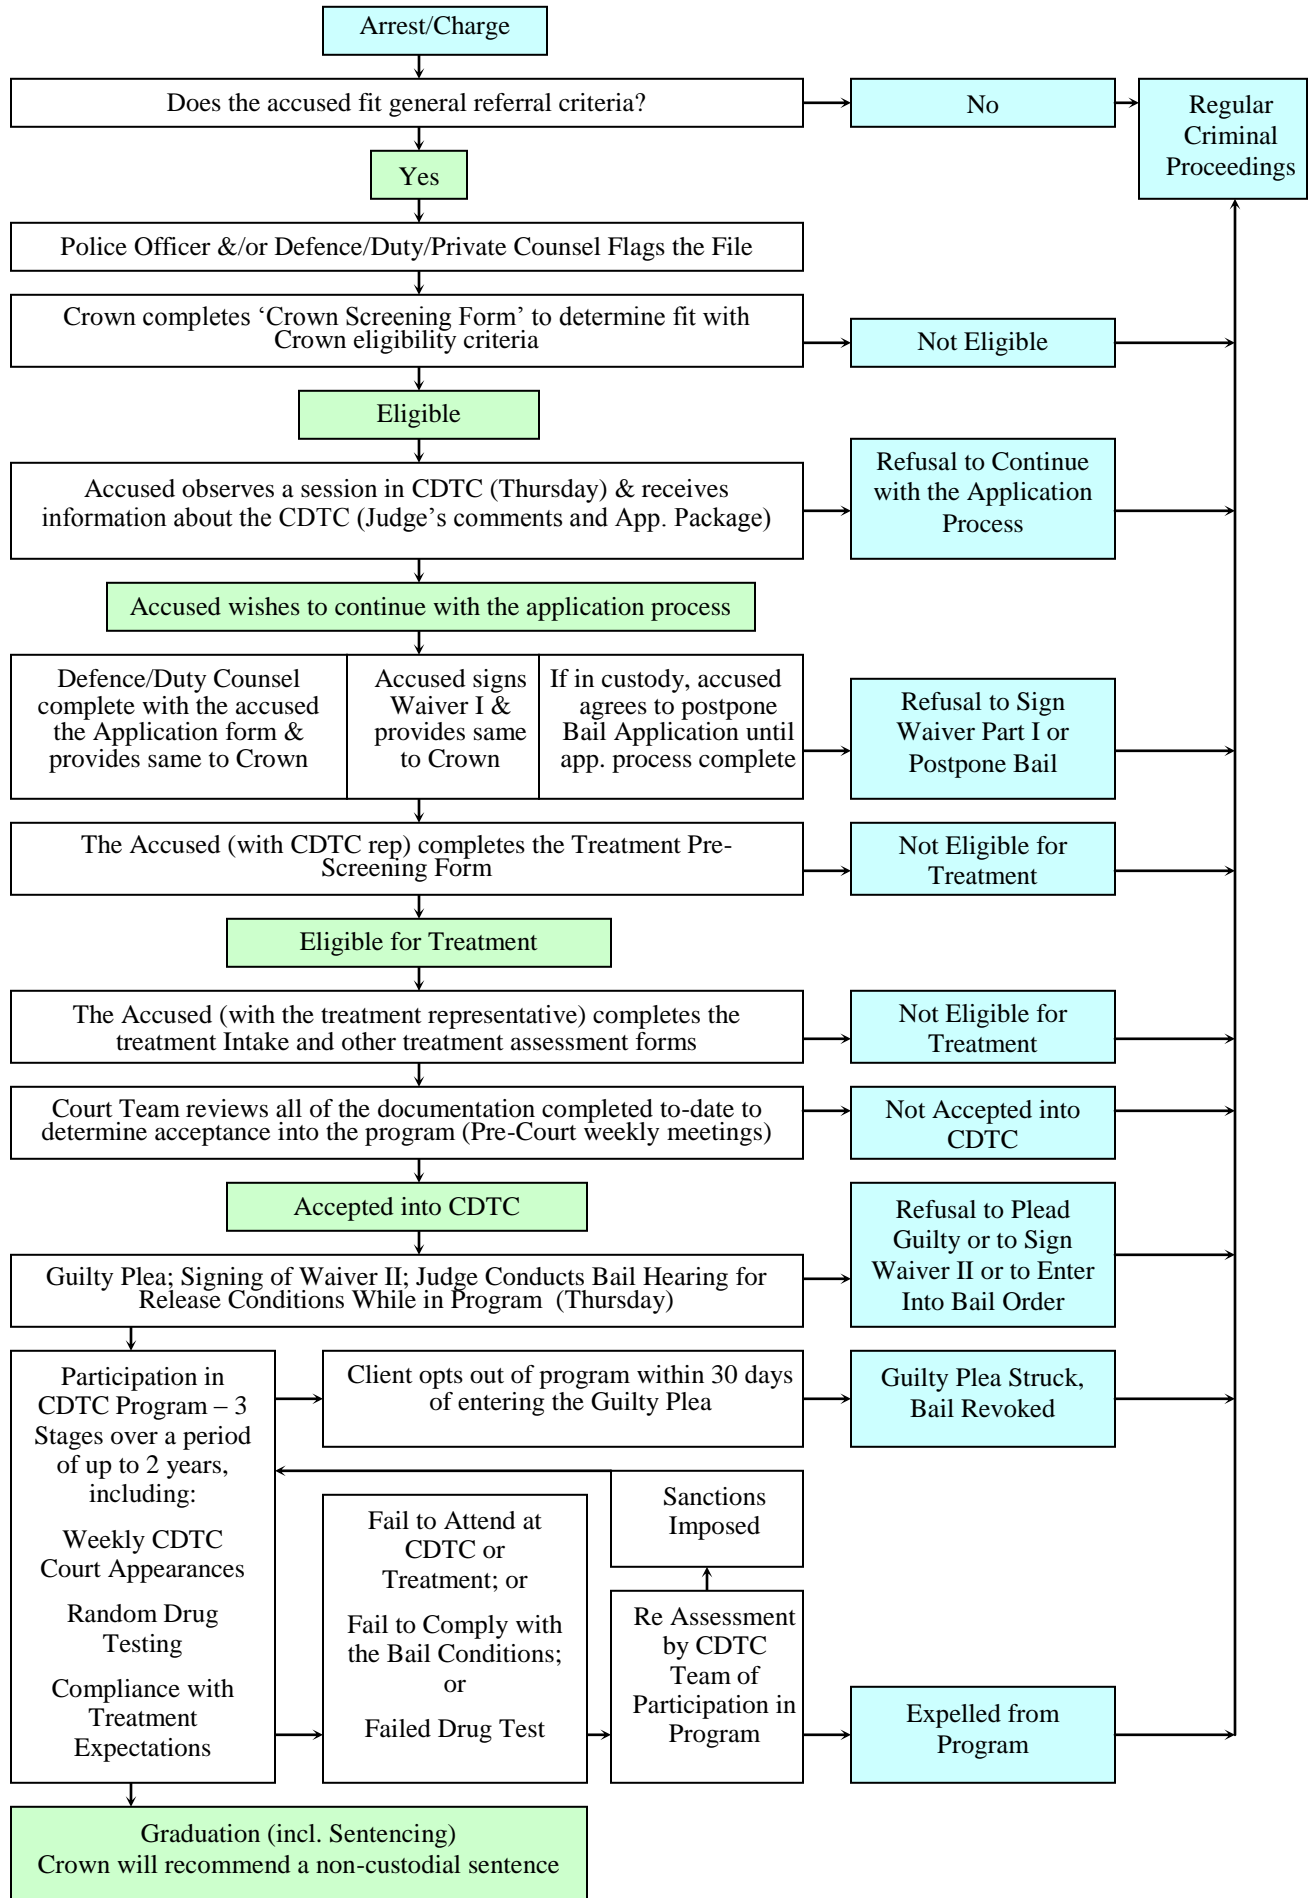 Arrest/Charge
Does the accused fit general referral criteria?
No
Regular
Criminal
Proceedings
Yes
Police Officer &/or Defence/Duty/Private Counsel Flags the File
Crown completes ‘Crown Screening Form’ to determine fit with
Crown eligibility criteria
Not Eligible
Eligible
Accused observes a session in CDTC (Thursday) & receives
information about the CDTC (Judge’s comments and App. Package)
Refusal to Continue
with the Application
Process
Accused wishes to continue with the application process
Defence/Duty Counsel
complete with the accused
the Application form &
provides same to Crown
Accused signs
Waiver I &
provides same
to Crown
If in custody, accused
agrees to postpone
Bail Application until
app. process complete
Refusal to Sign
Waiver Part I or
Postpone Bail
The Accused (with CDTC rep) completes the Treatment Pre-
Screening Form
Not Eligible for
Treatment
Eligible for Treatment
The Accused (with the treatment representative) completes the
treatment Intake and other treatment assessment forms
Not Eligible for
Treatment
Court Team reviews all of the documentation completed to-date to
determine acceptance into the program (Pre-Court weekly meetings)
Not Accepted into
CDTC
Accepted into CDTC
Guilty Plea; Signing of Waiver II; Judge Conducts Bail Hearing for
Release Conditions While in Program (Thursday)
Refusal to Plead
Guilty or to Sign
Waiver II or to Enter
Into Bail Order
Participation in
CDTC Program – 3
Stages over a period
of up to 2 years,
including:
Weekly CDTC
Court Appearances
Random Drug
Testing
Compliance with
Treatment
Expectations
Client opts out of program within 30 days
of entering the Guilty Plea
Guilty Plea Struck,
Bail Revoked
Fail to Attend at
CDTC or
Treatment; or
Fail to Comply with
the Bail Conditions;
or
Failed Drug Test
Sanctions
Imposed
Re Assessment
by CDTC
Team of
Participation in
Program
Expelled from
Program
Graduation (incl. Sentencing)
Crown will recommend a non-custodial sentence